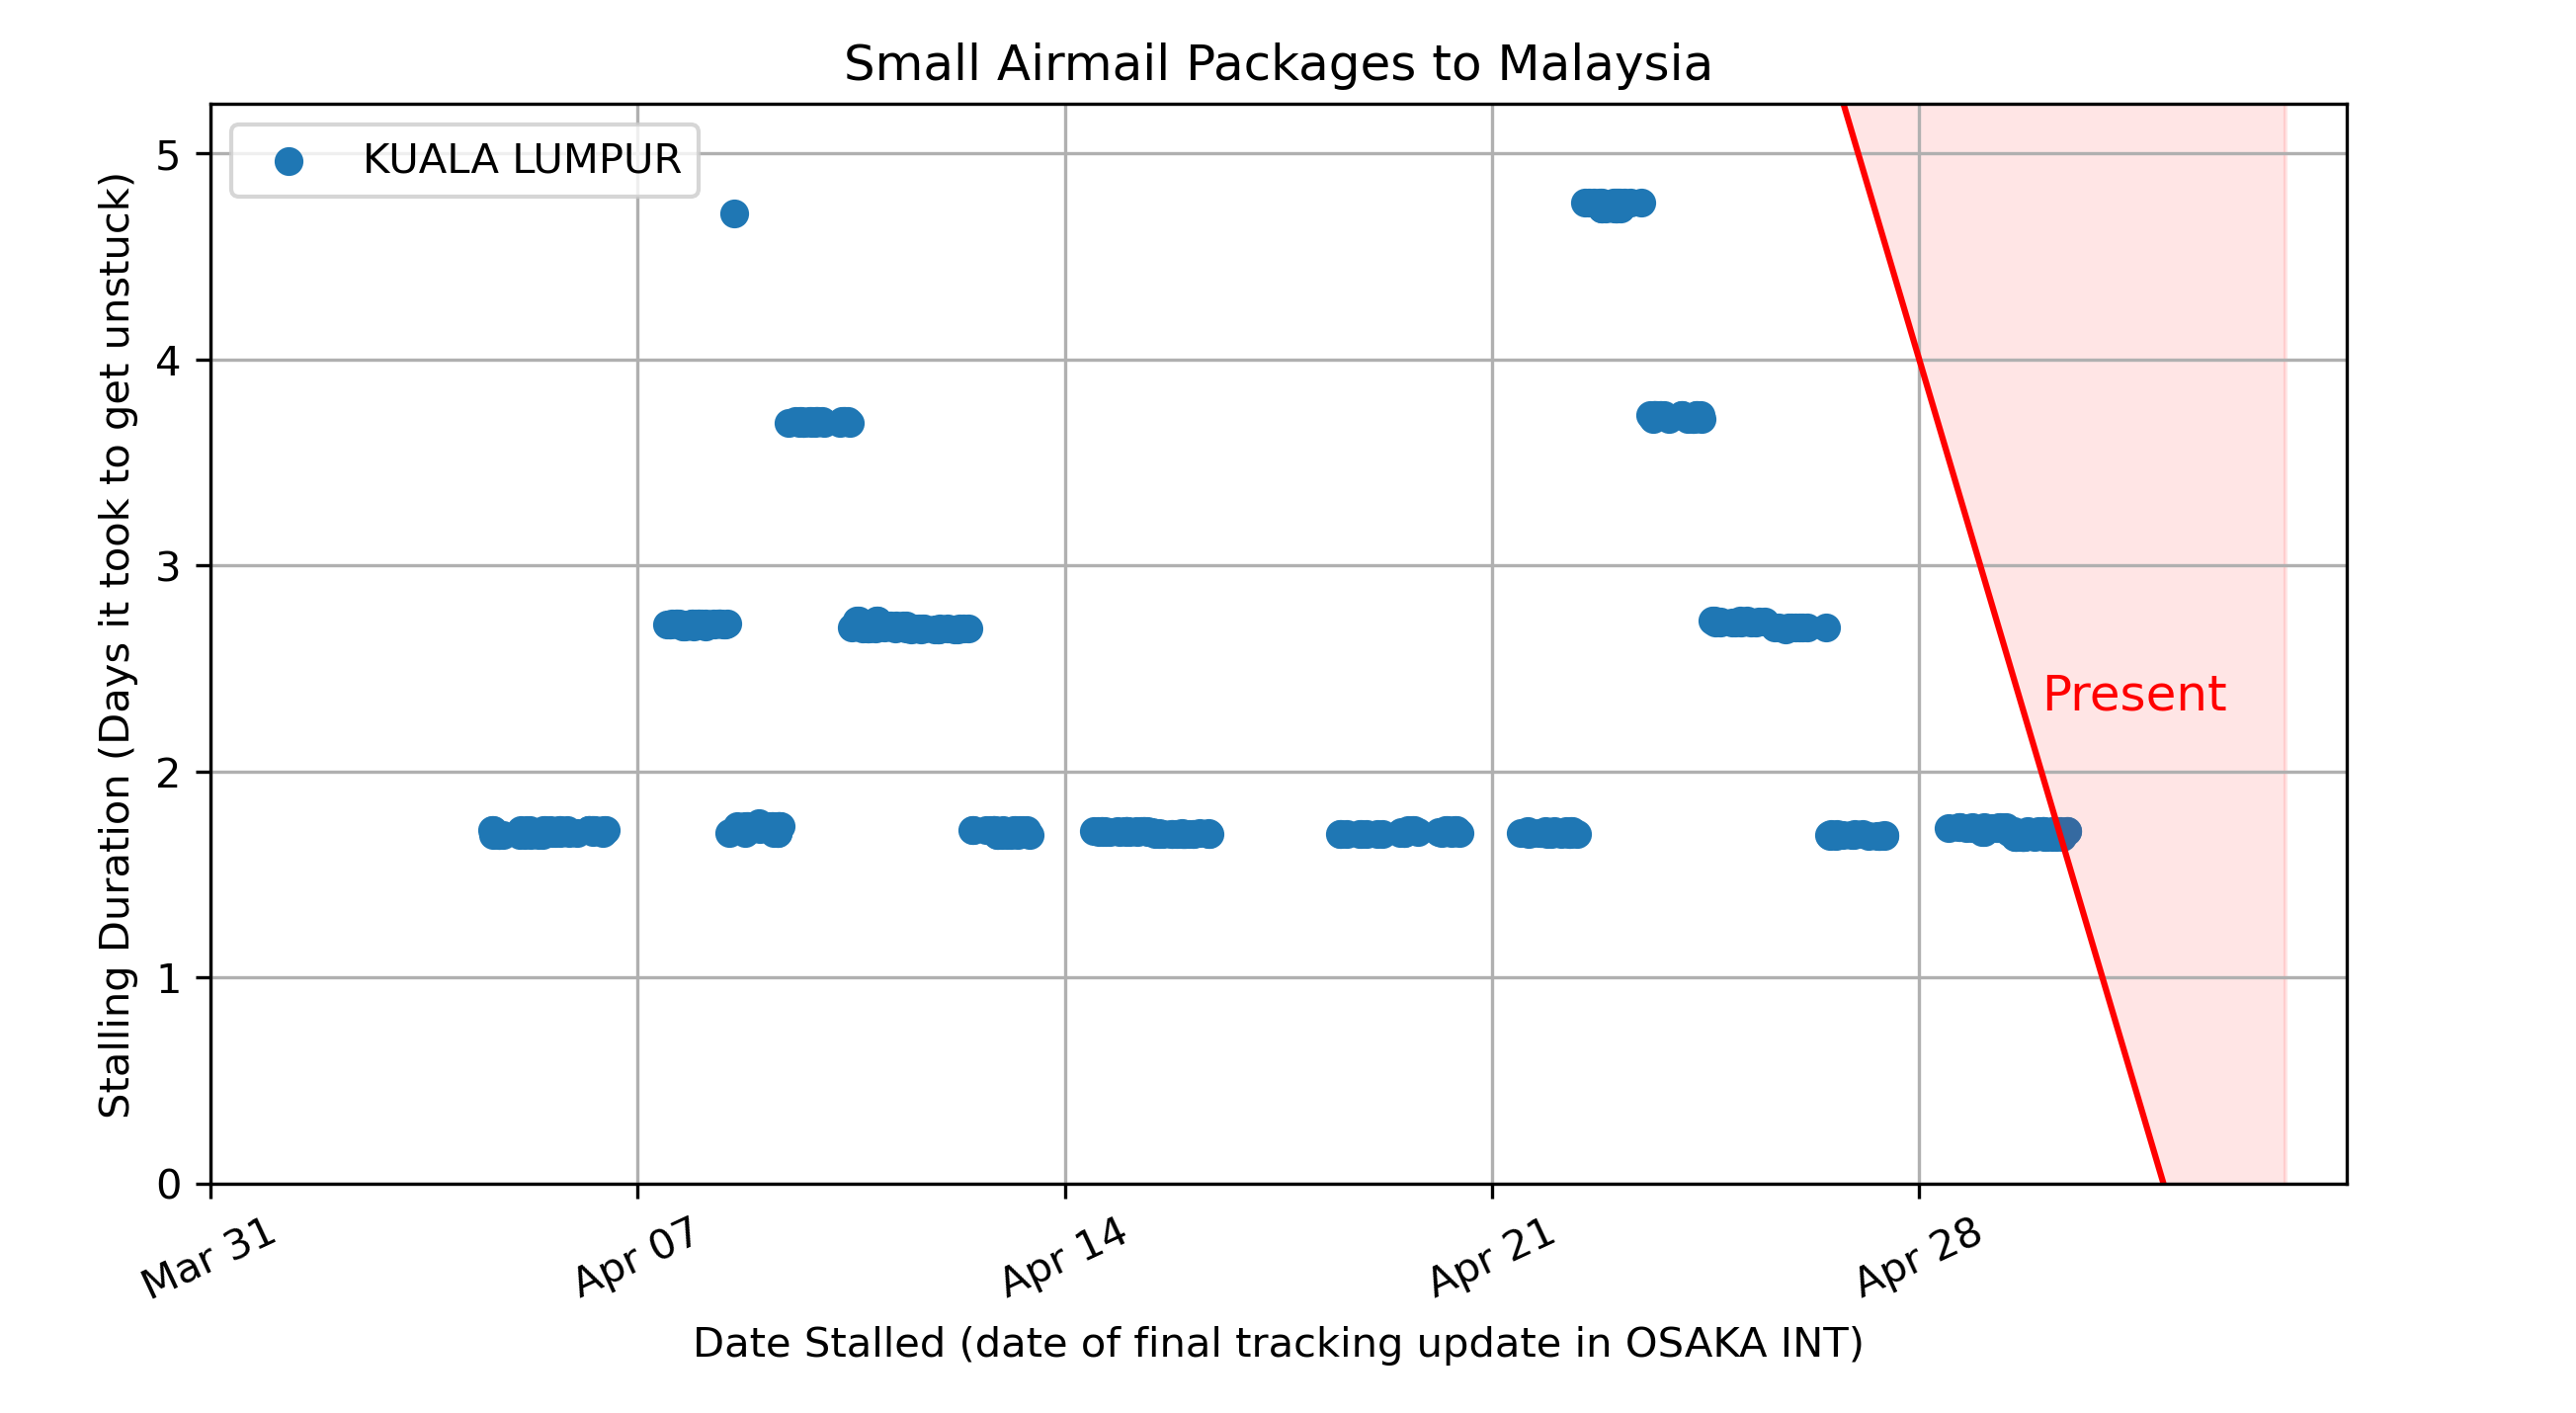 Small Airmail Packages to Malaysia
KUALA LUMPUR
Stalling Duration (Days it took to get unstuck)
5
4
3
2
1
0
Present
Mar 31
Apr 07
Apr 14
Apr 21
Apr 28
Date Stalled (date of final tracking update in OSAKA INT)